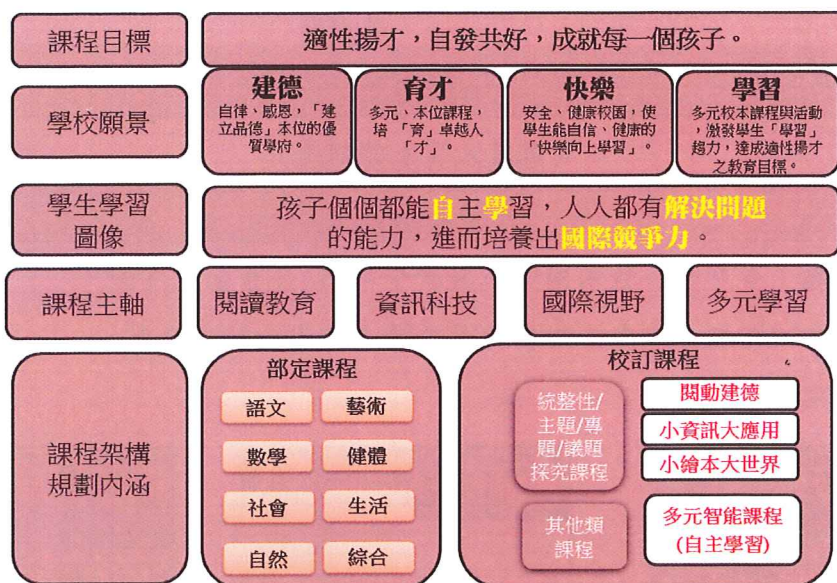 課程目標
適性揚才，自發共好，成就每一個孩子。
學校願景
建德
自律、感恩，「建
立品德」本位的優
質學府。
育才
多元、本位課程，
培 「育」卓越人
「才」。
快樂
安全、健康校園，使
學生能自信、健康的
「快樂向上學習」。
學習
多元校本課程與活動
，激發學生「學習」
趨力，達成適性揚才
之教育目標。
學生學習
圖像
孩子個個都能自主學習，人人都有解決問題
的能力，進而培養出國際競爭力。
課程主軸
閱讀教育
資訊科技
國際視野
多元學習
課程架構
規劃內涵
部定課程
語文
藝術
數學
健體
社會
生活
自然
綜合
校訂課程
統整性/
主題/專
題/議題
探究課程
閱動建德
小資訊大應用
小繪本大世界
其他類
課程
多元智能課程
(自主學習)